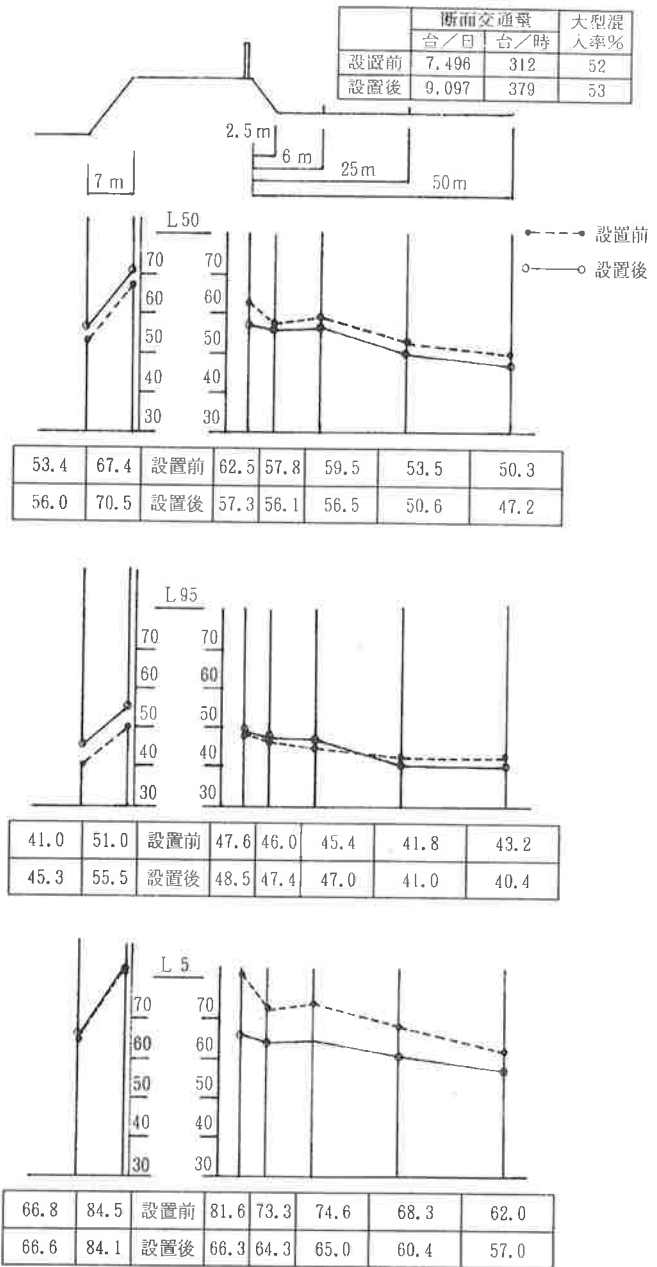 断面交通量 大型混
台/日 台/時 入率%
設置前 7,496 312 52
設置後 9,097 379 53
2.5m
6m
25m
50m
7m
L50
設置前
設置後
70 70
60 60
50 50
40 40
30 30
53.4 67.4 設置前 62.5 57.8 59.5 53.5 50.3
56.0 70.5 設置後 57.3 56.1 56.5 50.6 47.2
L95
70 70
60 60
50 50
40 40
30 30
41.0 51.0 設置前 47.6 46.0 45.4 41.8 43.2
45.3 55.5 設置後 48.5 47.4 47.0 41.0 40.4
L5
70 70
60 60
50 50
40 40
30 30
66.8 84.5 設置前 81.6 73.3 74.6 68.3 62.0
66.6 84.1 設置後 66.3 64.3 65.0 60.4 57.0